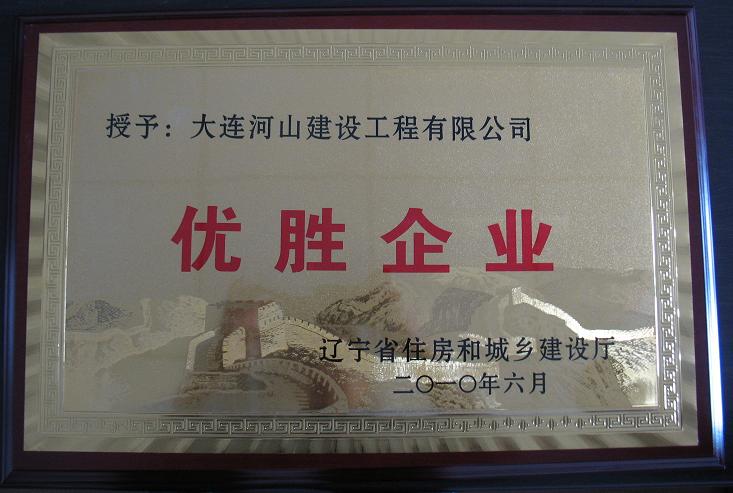 授予：大连河山建设工程有限公司
优胜企业
辽宁省住房和城乡建设厅
二〇一〇年六月